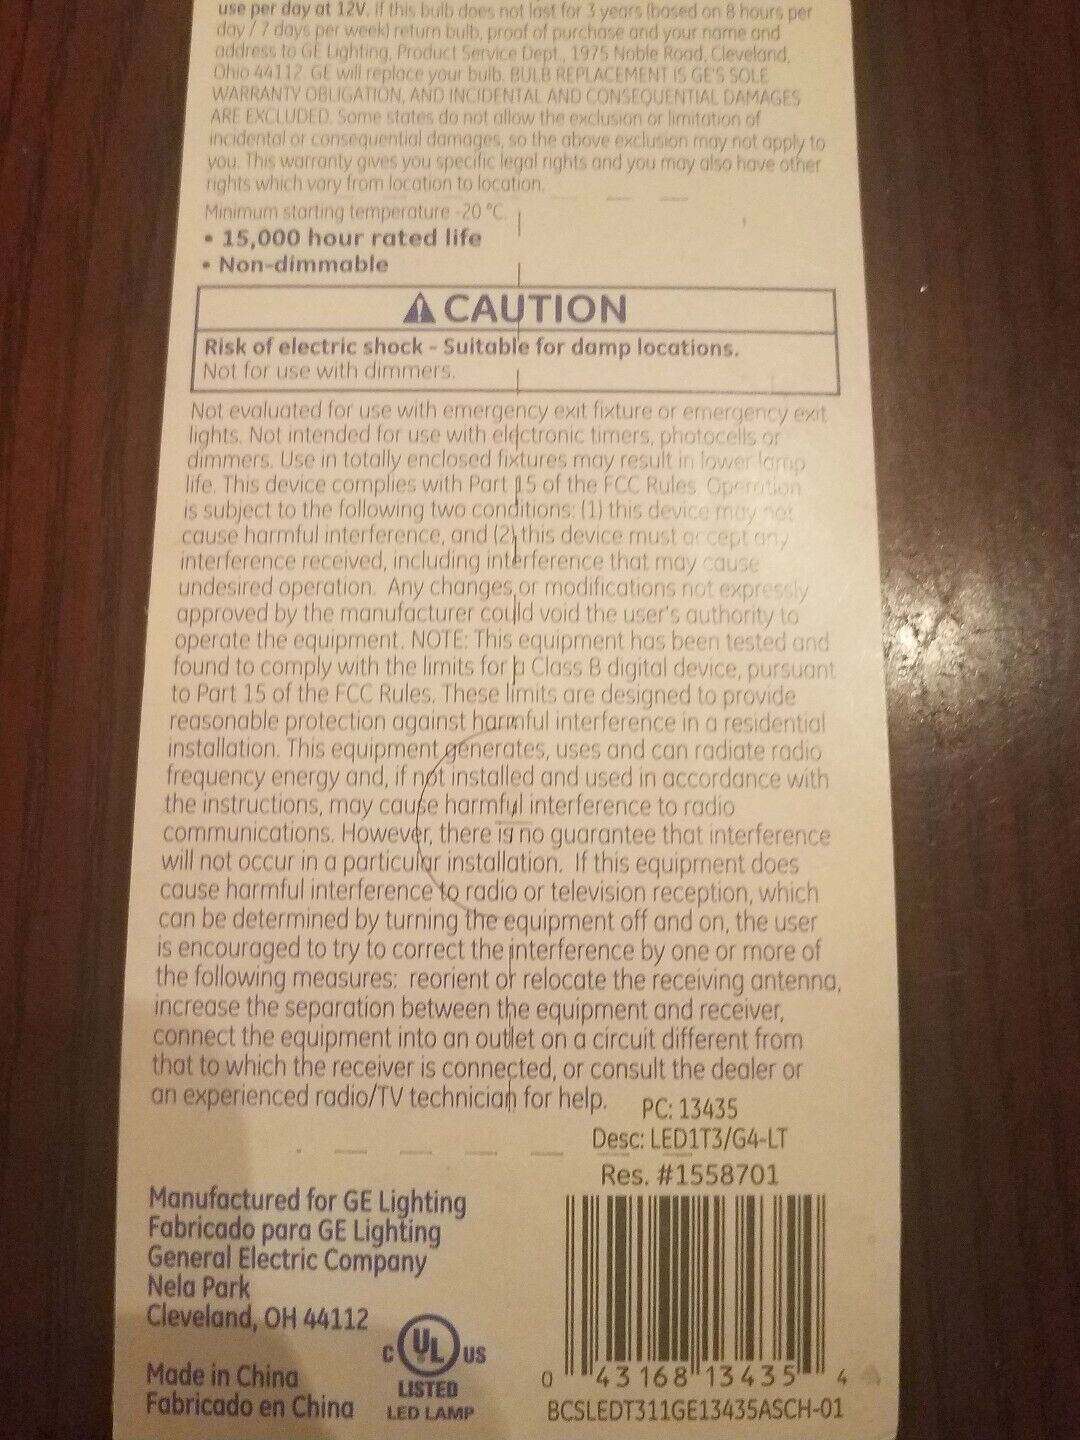 use per day at 12V. If this bulb does not last for 3 years (based on 8 hours per
day / 7 days per week) return bulb, proof of purchase and your name and
address to GE Lighting, Product Service Dept., 1975 Noble Road, Cleveland,
Ohio 44112. GE will replace your bulb. BULB REPLACEMENT IS GE'S SOLE
WARRANTY OBLIGATION, AND INCIDENTAL AND CONSEQUENTIAL DAMAGES
ARE EXCLUDED. Some states do not allow the exclusion or limitation of
incidental or consequential damages, so the above exclusion may not apply to
you. This warranty gives you specific legal rights and you may also have other
rights which vary from location to location.
Minimum starting temperature -20 °C.
• 15,000 hour rated life
• Non-dimmable
⚠ CAUTION
Risk of electric shock - Suitable for damp locations.
Not for use with dimmers.
Not evaluated for use with emergency exit fixture or emergency exit
lights. Not intended for use with electronic timers, photocells or
dimmers. Use in totally enclosed fixtures may result in lower lamp
life. This device complies with Part 15 of the FCC Rules. Operation
is subject to the following two conditions: (1) this device may not
cause harmful interference, and (2) this device must accept any
interference received, including interference that may cause
undesired operation. Any changes or modifications not expressly
approved by the manufacturer could void the user's authority to
operate the equipment. NOTE: This equipment has been tested and
found to comply with the limits for a Class B digital device, pursuant
to Part 15 of the FCC Rules. These limits are designed to provide
reasonable protection against harmful interference in a residential
installation. This equipment generates, uses and can radiate radio
frequency energy and, if not installed and used in accordance with
the instructions, may cause harmful interference to radio
communications. However, there is no guarantee that interference
will not occur in a particular installation. If this equipment does
cause harmful interference to radio or television reception, which
can be determined by turning the equipment off and on, the user
is encouraged to try to correct the interference by one or more of
the following measures: reorient or relocate the receiving antenna,
increase the separation between the equipment and receiver,
connect the equipment into an outlet on a circuit different from
that to which the receiver is connected, or consult the dealer or
an experienced radio/TV technician for help.
PC: 13435
Desc: LED1T3/G4-LT
Res. #1558701
Manufactured for GE Lighting
Fabricado para GE Lighting
General Electric Company
Nela Park
Cleveland, OH 44112
Made in China
Fabricado en China
C UL US
LISTED
LED LAMP
0 43168 13435 4
BCSLEDT311GE13435ASCH-01